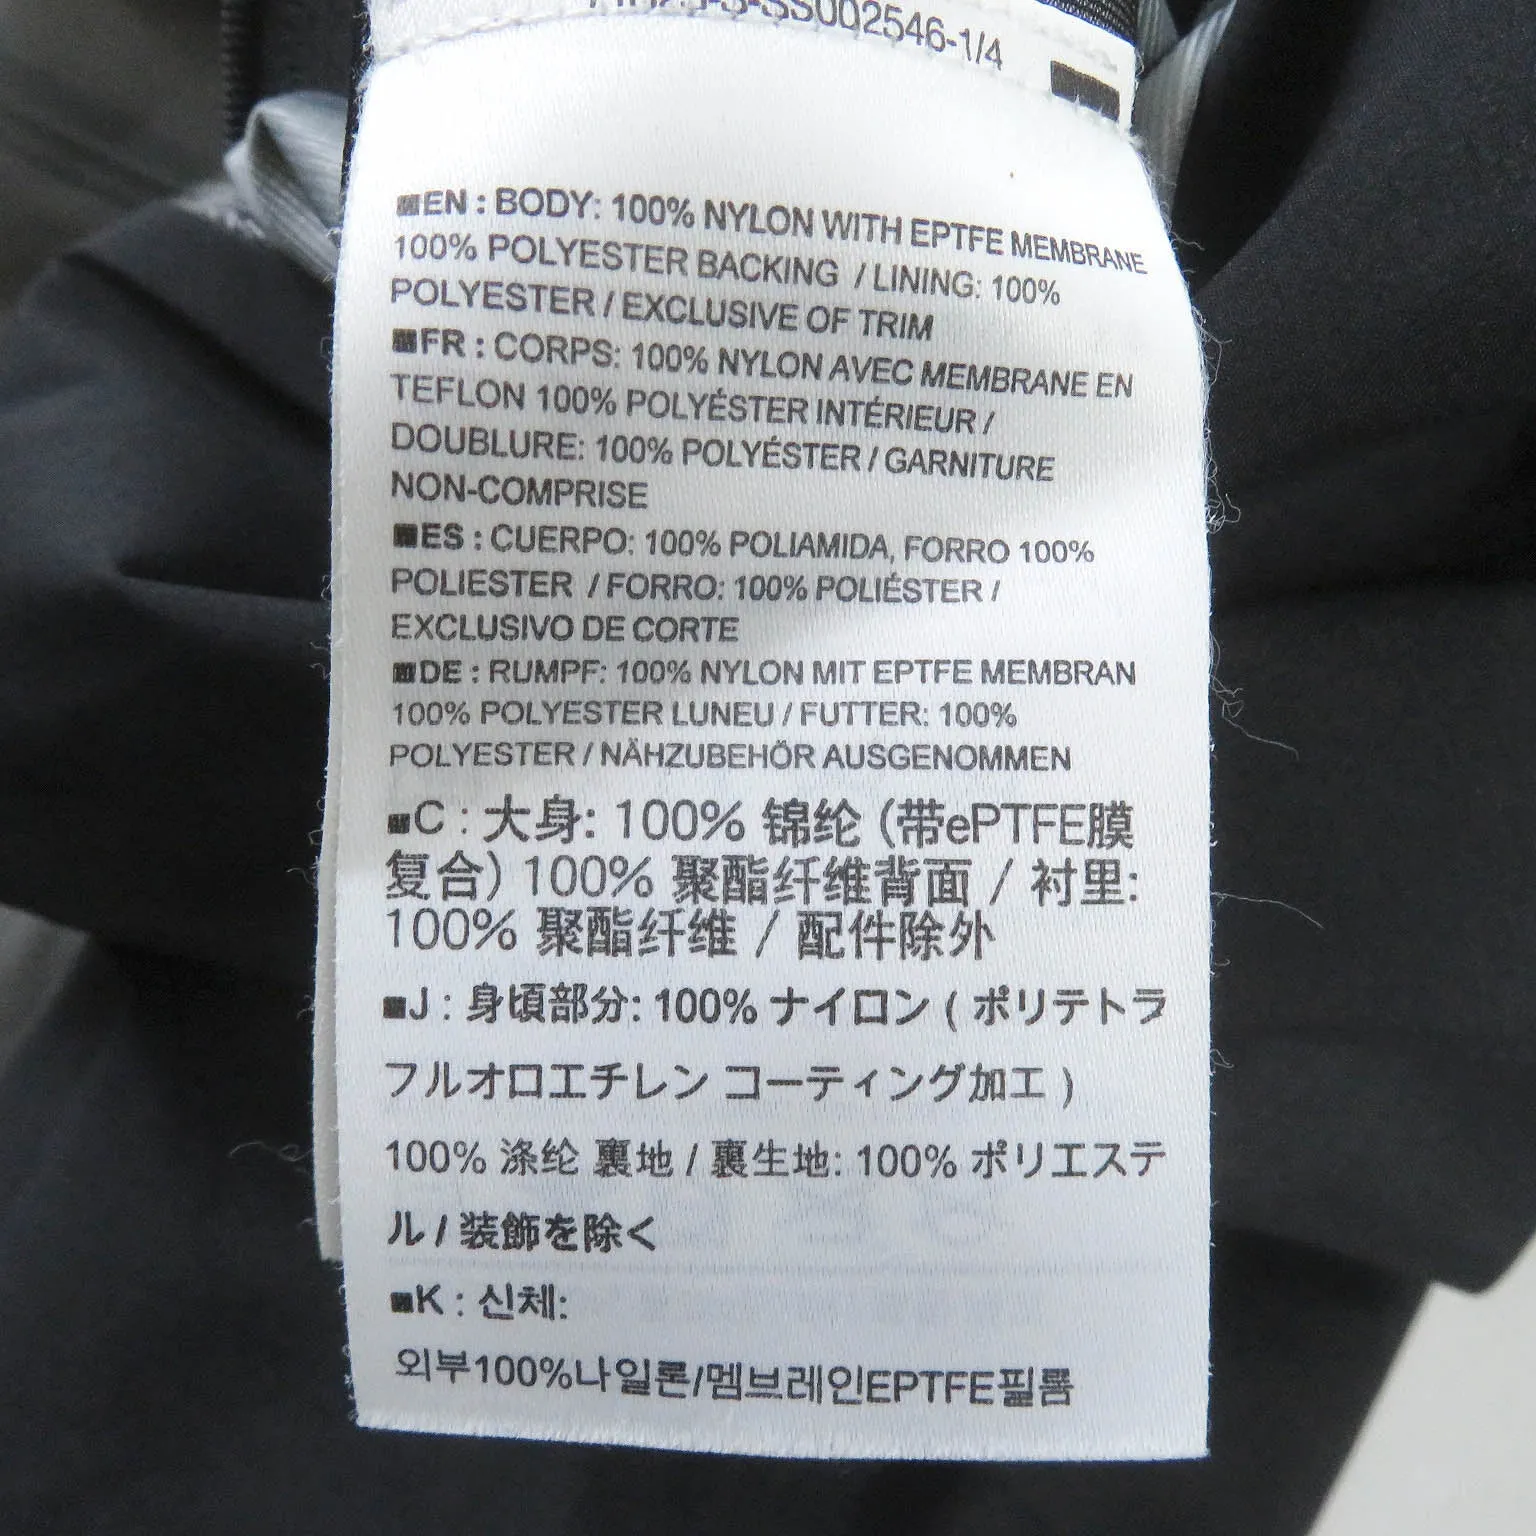 SS002546-1/4
EN : BODY: 100% NYLON WITH EPTFE MEMBRANE
100% POLYESTER BACKING / LINING: 100%
POLYESTER / EXCLUSIVE OF TRIM
FR : CORPS: 100% NYLON AVEC MEMBRANE EN
TEFLON 100% POLYÉSTER INTÉRIEUR /
DOUBLURE: 100% POLYÉSTER / GARNITURE
NON-COMPRISE
ES : CUERPO: 100% POLIAMIDA, FORRO 100%
POLIESTER / FORRO: 100% POLIÉSTER /
EXCLUSIVO DE CORTE
DE : RUMPF: 100% NYLON MIT EPTFE MEMBRAN
100% POLYESTER LUNEU / FUTTER: 100%
POLYESTER / NÄHZUBEHÖR AUSGENOMMEN
C : 大身: 100% 锦纶 (带ePTFE膜
复合) 100% 聚酯纤维背面 / 衬里:
100% 聚酯纤维 / 配件除外
J : 身頃部分: 100% ナイロン ( ポリテトラ
フルオロエチレン コーティング加工 )
100% 涤纶 裏地 / 裏生地: 100% ポリエステ
ル / 装飾を除く
K : 신체:
외부100%나일론/멤브레인EPTFE필름